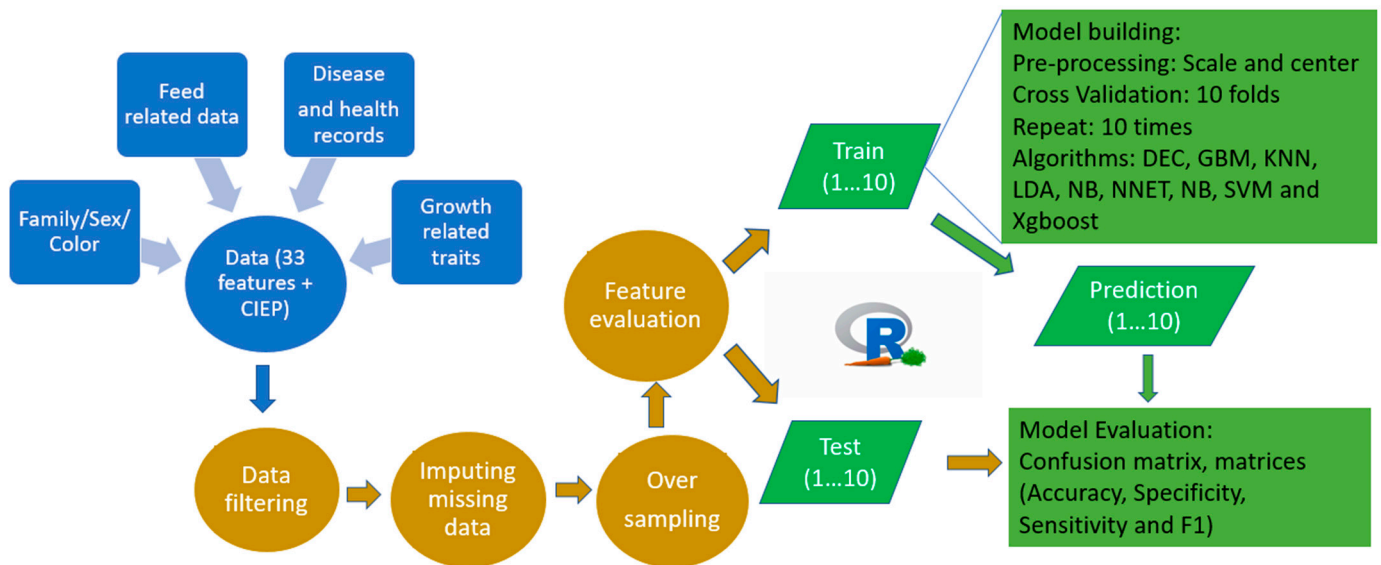 Feed
related data
Disease
and health
records
Family/Sex/
Color
Growth
related
traits
Data (33
features +
CIEP)
Data
filtering
Imputing
missing
data
Over
sampling
Feature
evaluation
Train
(1...10)
R
Test
(1...10)
Model building:
Pre-processing: Scale and center
Cross Validation: 10 folds
Repeat: 10 times
Algorithms: DEC, GBM, KNN,
LDA, NB, NNET, NB, SVM and
Xgboost
Prediction
(1...10)
Model Evaluation:
Confusion matrix, matrices
(Accuracy, Specificity,
Sensitivity and F1)